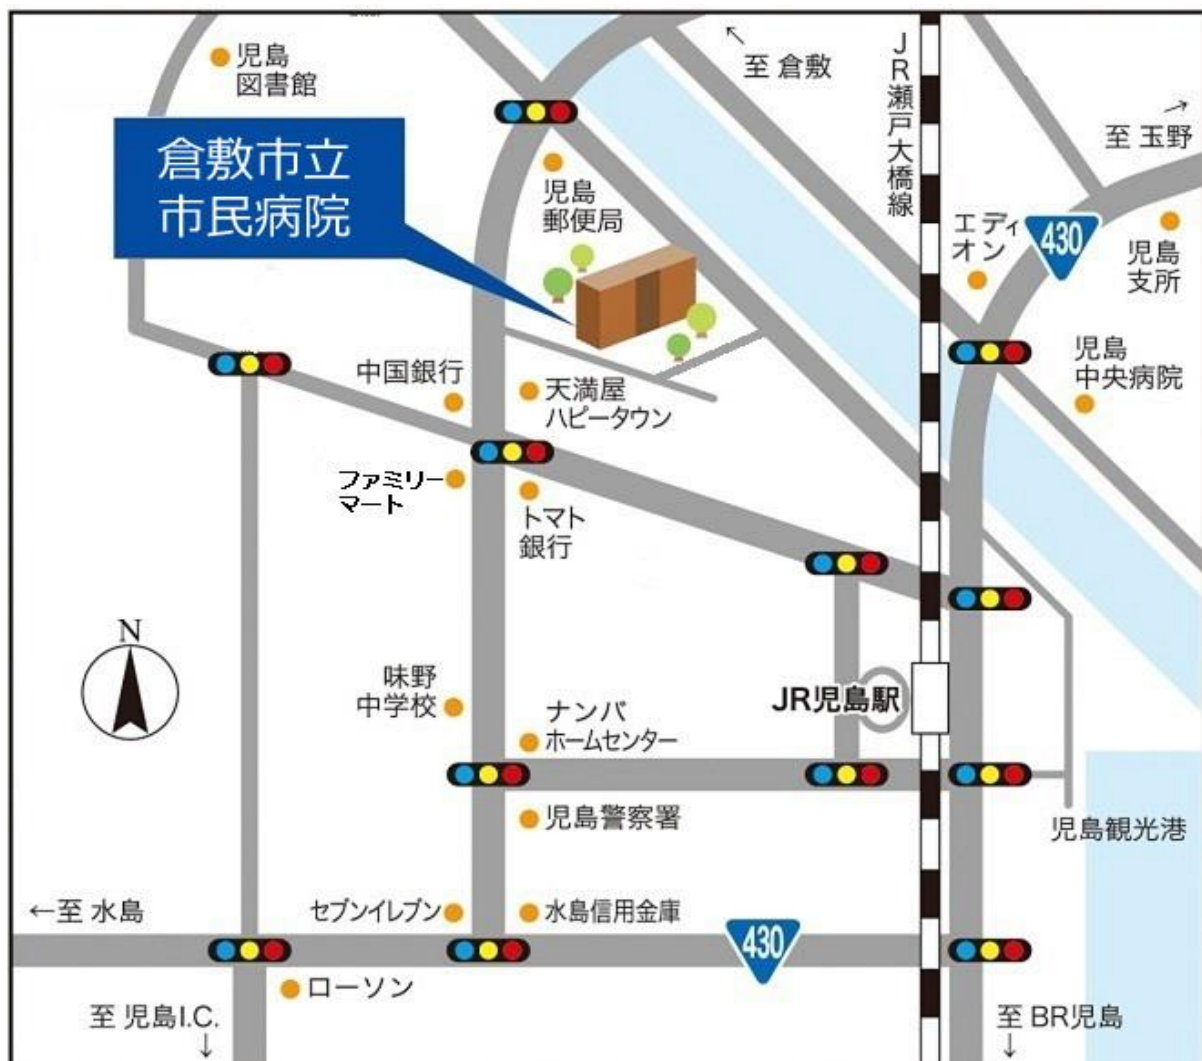 児島
図書館
倉敷市立
市民病院
↖
至 倉敷
JR瀬戸大橋線
→
至 玉野
児島
郵便局
エディ
オン
430
児島
支所
中国銀行
天満屋
ハピータウン
児島
中央病院
ファミリー
マート
トマト
銀行
N
味野
中学校
ナンバ
ホームセンター
JR児島駅
児島警察署
児島観光港
←至 水島
セブンイレブン
水島信用金庫
430
ローソン
至 児島I.C.
↓
至 BR児島
↓